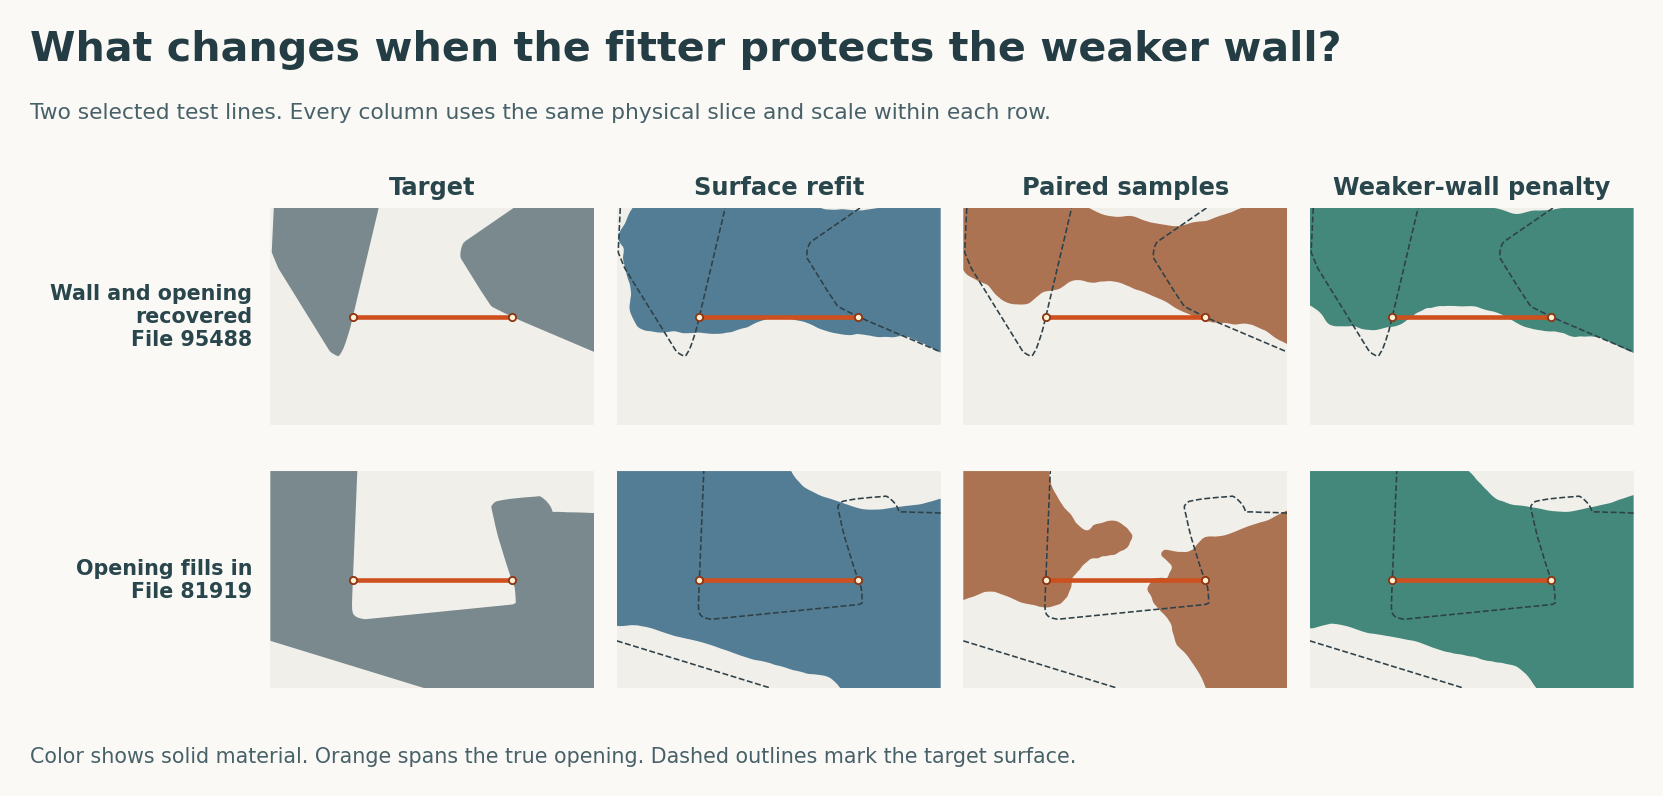 What changes when the fitter protects the weaker wall?
Two selected test lines. Every column uses the same physical slice and scale within each row.
Target
Surface refit
Paired samples
Weaker-wall penalty
Wall and opening
recovered
File 95488
Opening fills in
File 81919
Color shows solid material. Orange spans the true opening. Dashed outlines mark the target surface.